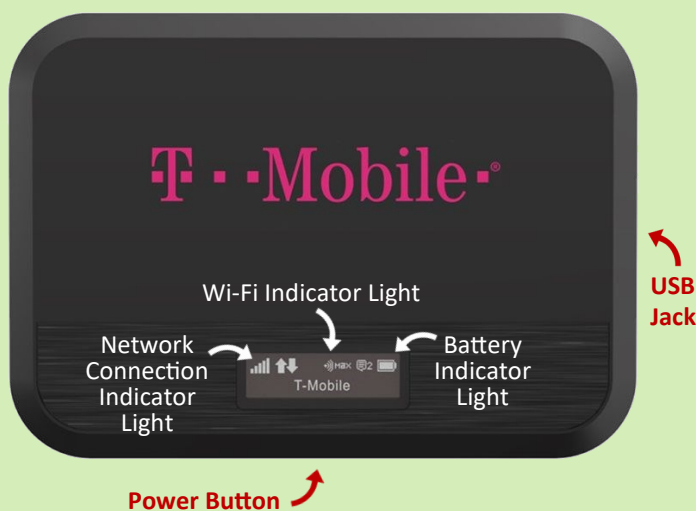 T··Mobile·®
USB
Jack
Wi-Fi Indicator Light
Network
Connection
Indicator
Light
Battery
Indicator
Light
Max 2
T-Mobile
Power Button